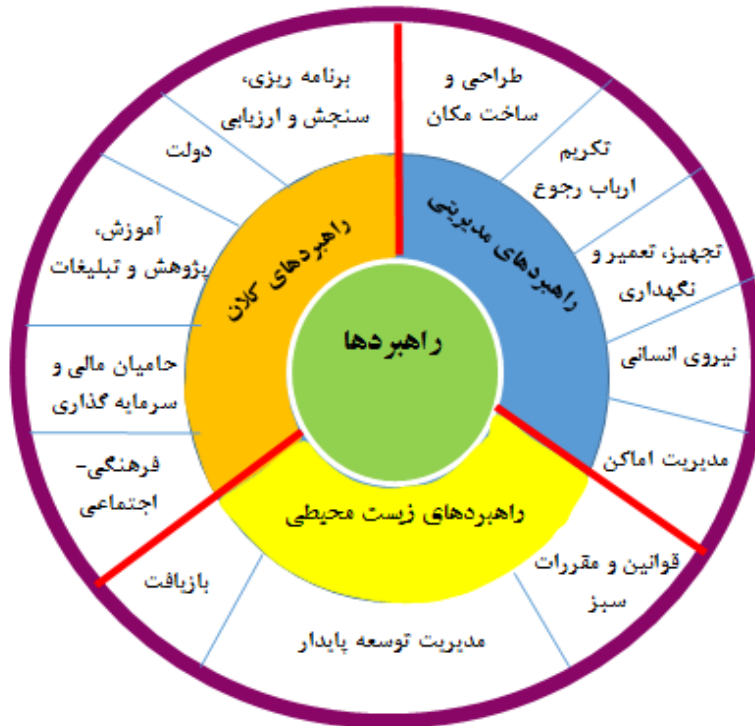 راهبردها
راهبردهای مدیریتی
طراحی و
ساخت مکان
تکریم
ارباب رجوع
تجهیز، تعمیر و
نگهداری
نیروی انسانی
مدیریت اماکن
راهبردهای زیست محیطی
قوانین و مقررات
سبز
مدیریت توسعه پایدار
بازیافت
راهبردهای کلان
برنامه ریزی،
سنجش و ارزیابی
دولت
آموزش،
پژوهش و تبلیغات
حامیان مالی و
سرمایه گذاری
فرهنگی-
اجتماعی